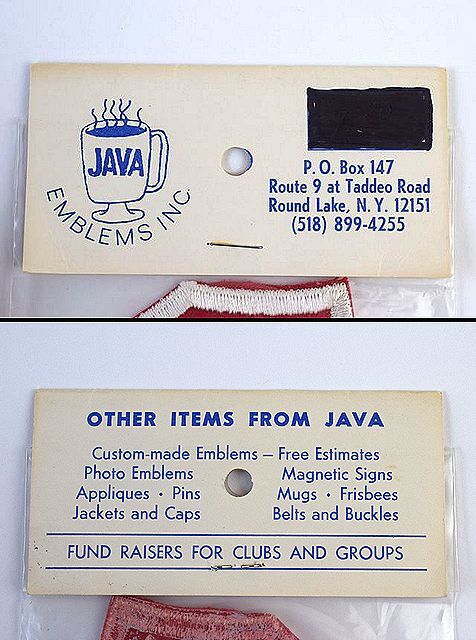 JAVA
EMBLEMS INC.
P.O. Box 147
Route 9 at Taddeo Road
Round Lake, N.Y. 12151
(518) 899-4255
OTHER ITEMS FROM JAVA
Custom-made Emblems — Free Estimates
Photo Emblems Magnetic Signs
Appliques • Pins Mugs • Frisbees
Jackets and Caps Belts and Buckles
FUND RAISERS FOR CLUBS AND GROUPS